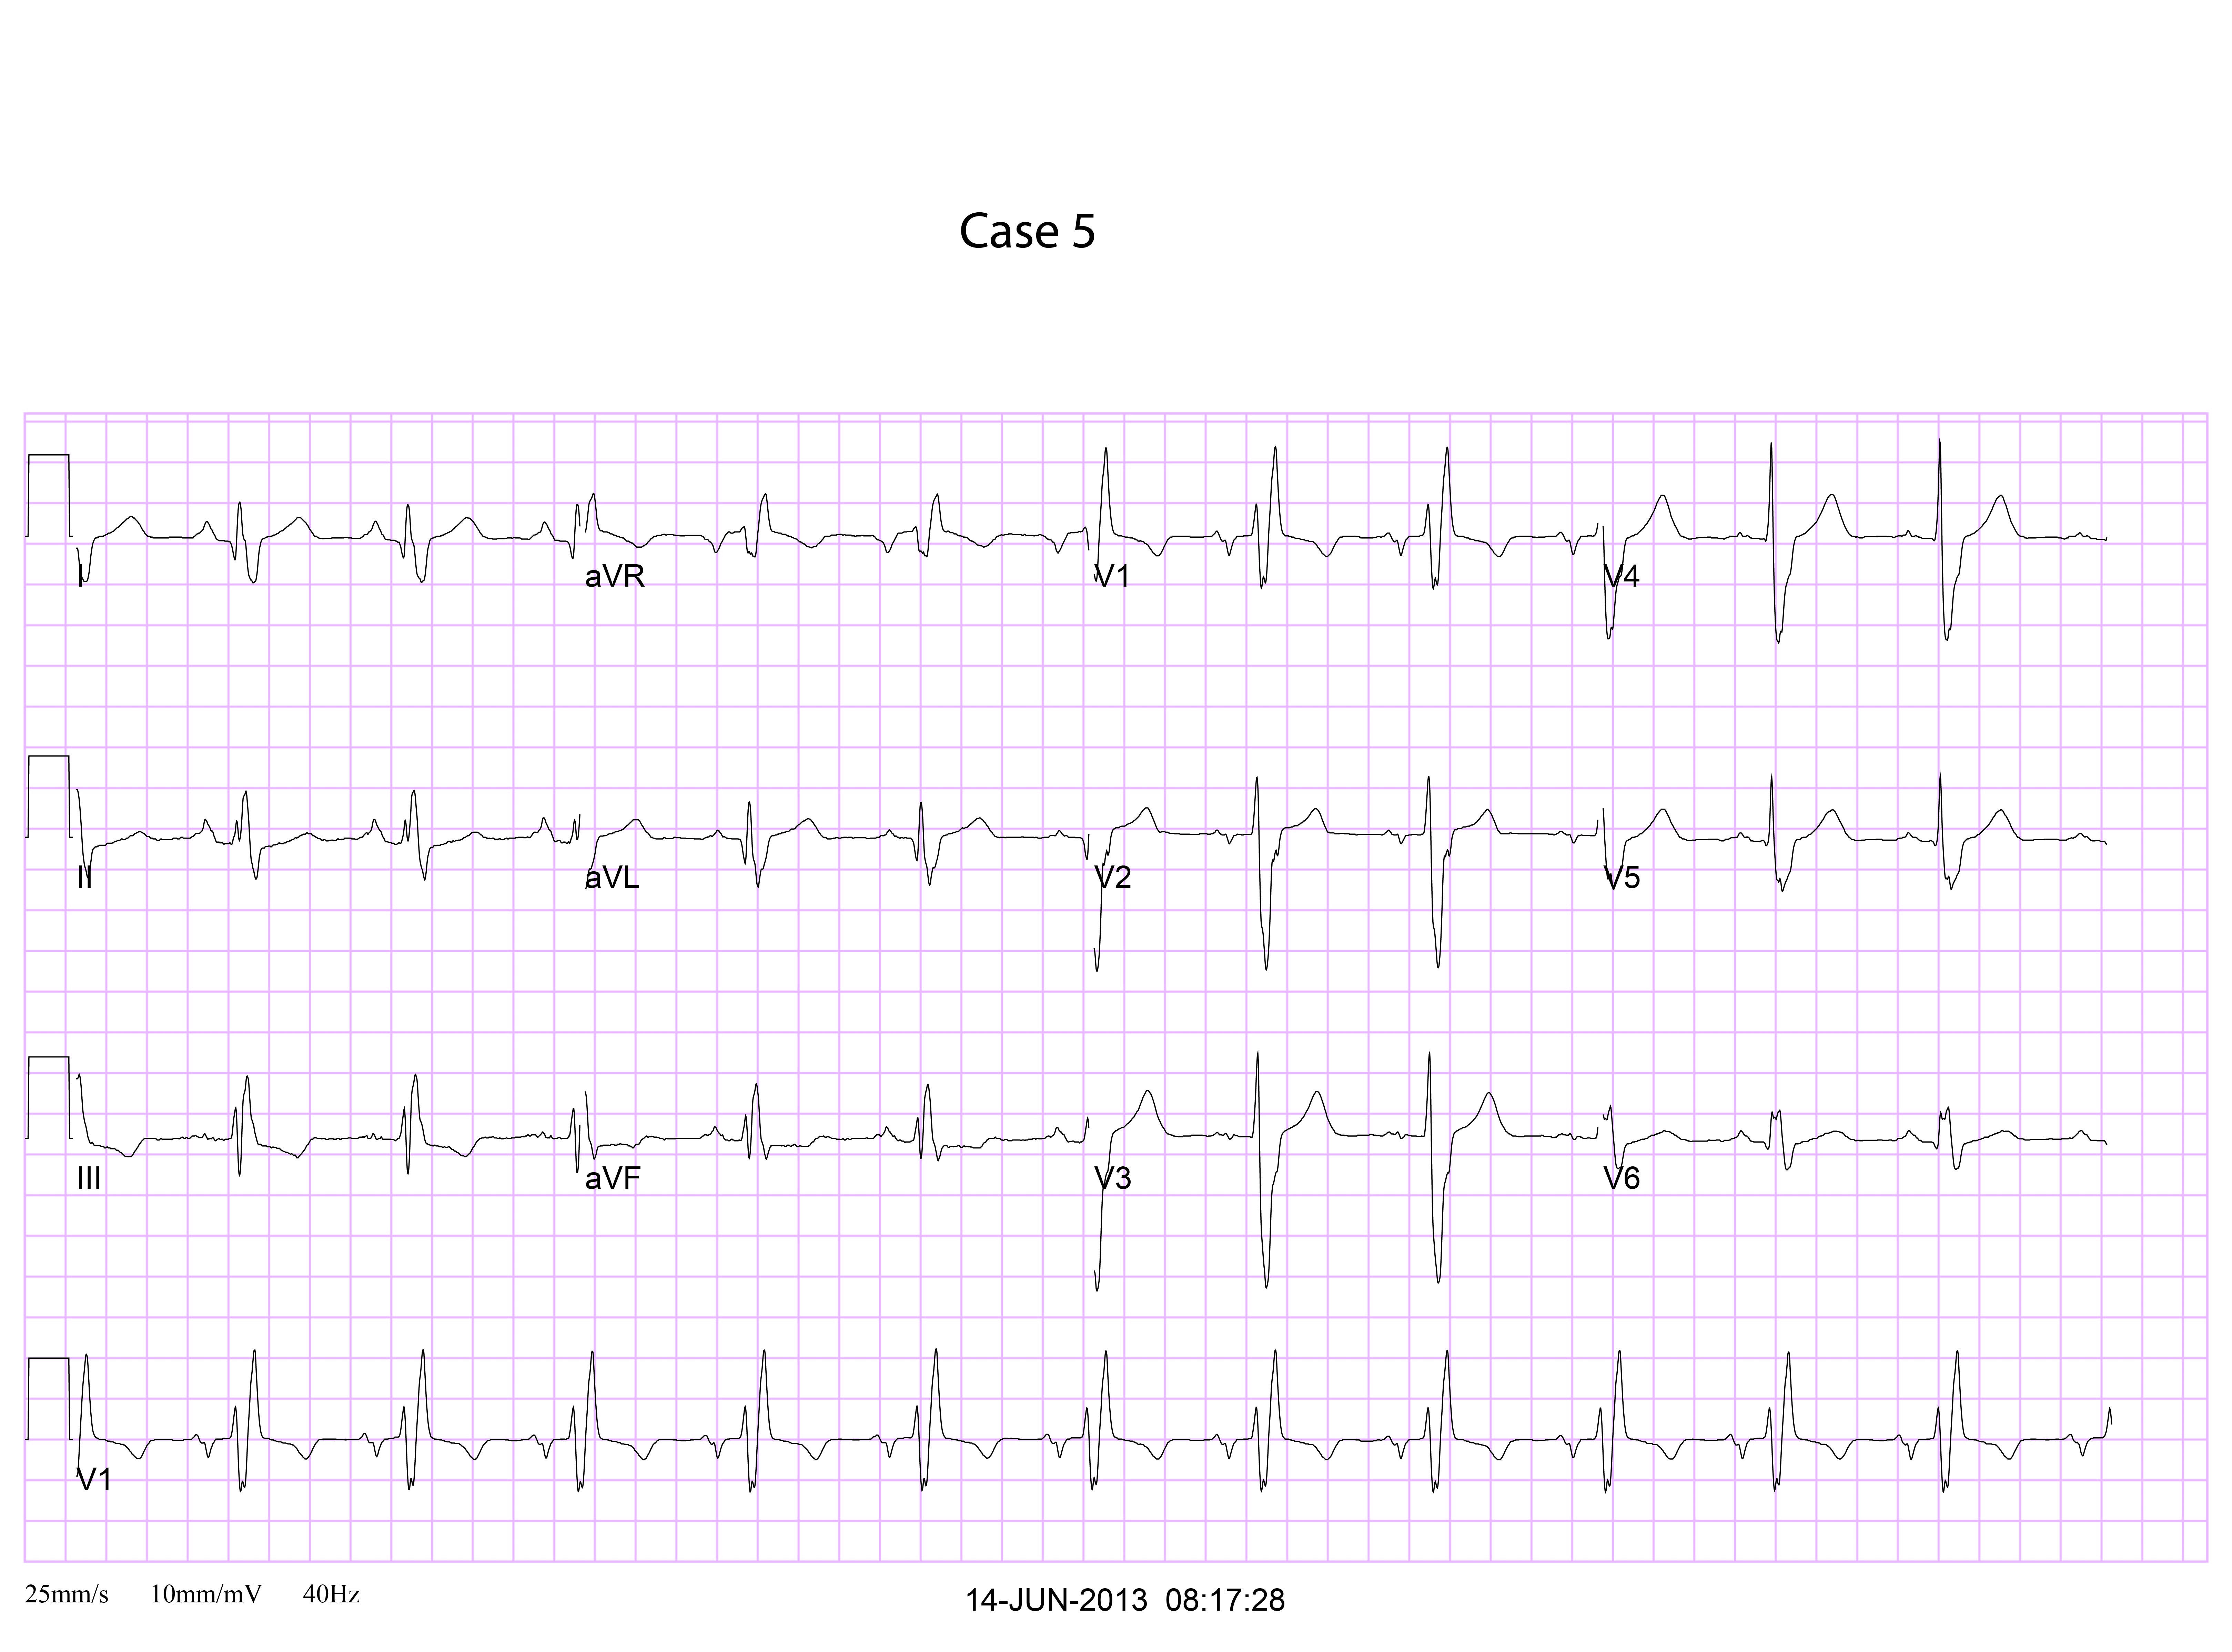 Case 5
I aVR V1 V4
II aVL V2 V5
III aVF V3 V6
V1
25mm/s 10mm/mV 40Hz 14-JUN-2013 08:17:28